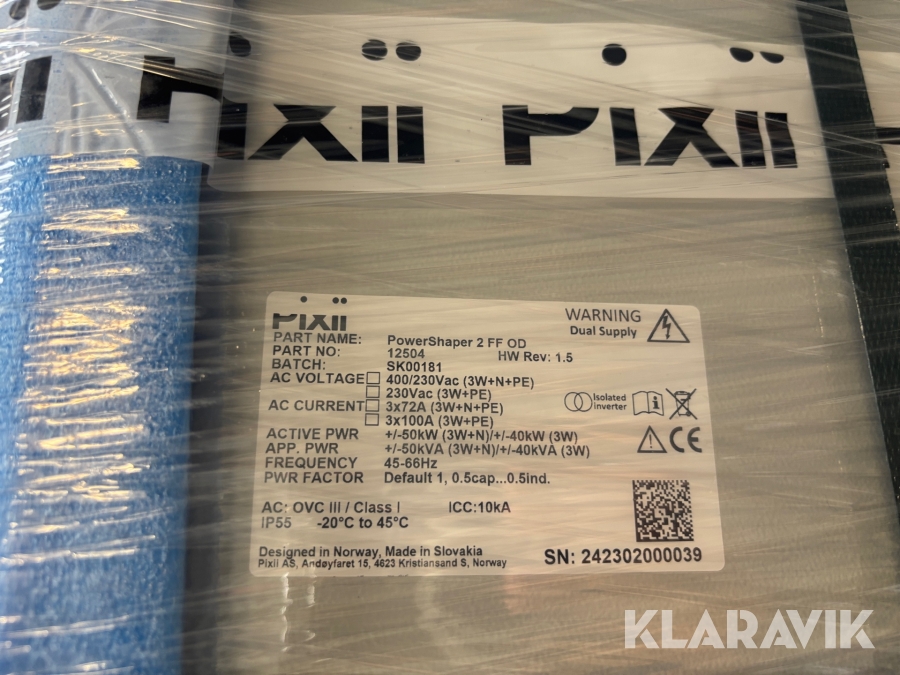 Pixii Pixii
Pixii
WARNING
Dual Supply
PART NAME: PowerShaper 2 FF OD
PART NO: 12504 HW Rev: 1.5
BATCH: SK00181
AC VOLTAGE 400/230Vac (3W+N+PE)
230Vac (3W+PE)
AC CURRENT 3x72A (3W+N+PE)
3x100A (3W+PE)
Isolated
inverter
ACTIVE PWR +/-50kW (3W+N)/+/-40kW (3W)
APP. PWR +/-50kVA (3W+N)/+/-40kVA (3W)
CE
FREQUENCY 45-66Hz
PWR FACTOR Default 1, 0.5cap...0.5ind.
AC: OVC III / Class I ICC:10kA
IP55 -20°C to 45°C
Designed in Norway, Made in Slovakia
Pixii AS, Andøyfaret 15, 4623 Kristiansand S, Norway
SN: 242302000039
KLARAVIK